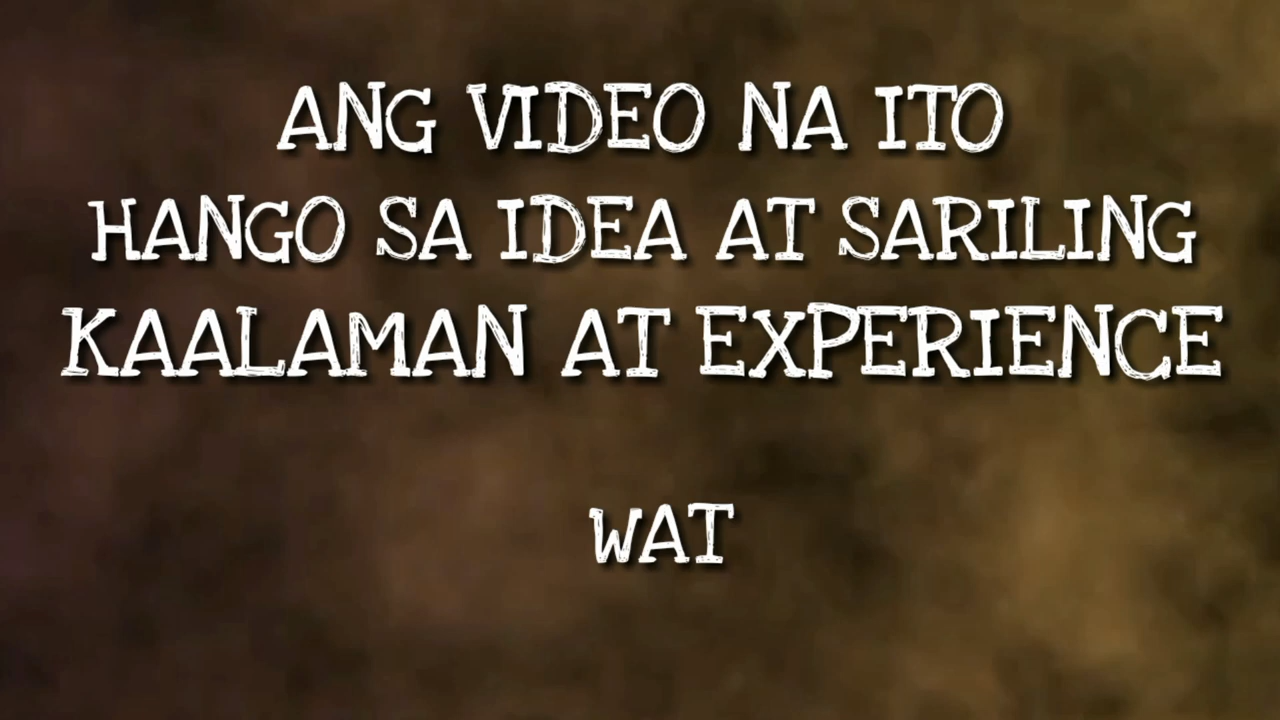 ANG VIDEO NA ITO
HANGO SA IDEA AT SARILING
KAALAMAN AT EXPERIENCE
WAT